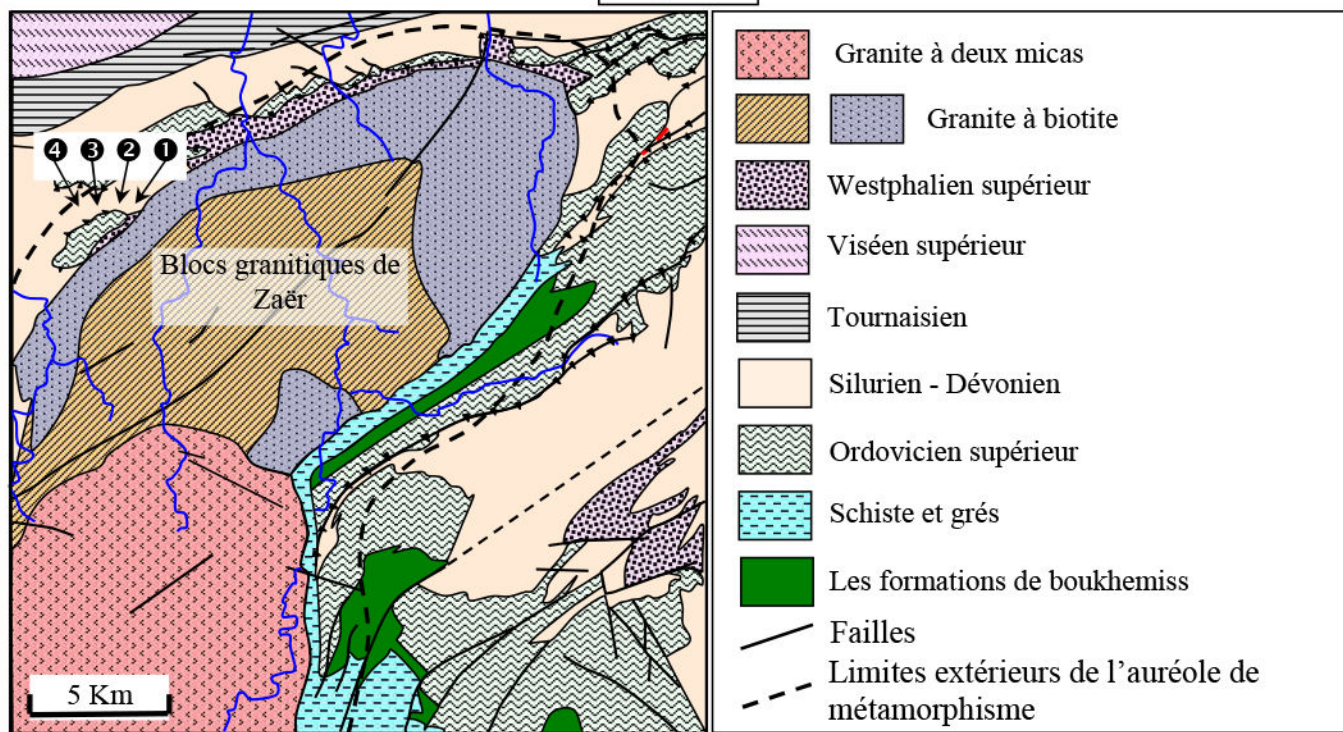 ❹ ❸ ❷ ❶
Blocs granitiques de
Zaër
5 Km
Granite à deux micas
Granite à biotite
Westphalien supérieur
Viséen supérieur
Tournaisien
Silurien - Dévonien
Ordovicien supérieur
Schiste et grés
Les formations de boukhemiss
Failles
Limites extérieurs de l’auréole de
métamorphisme